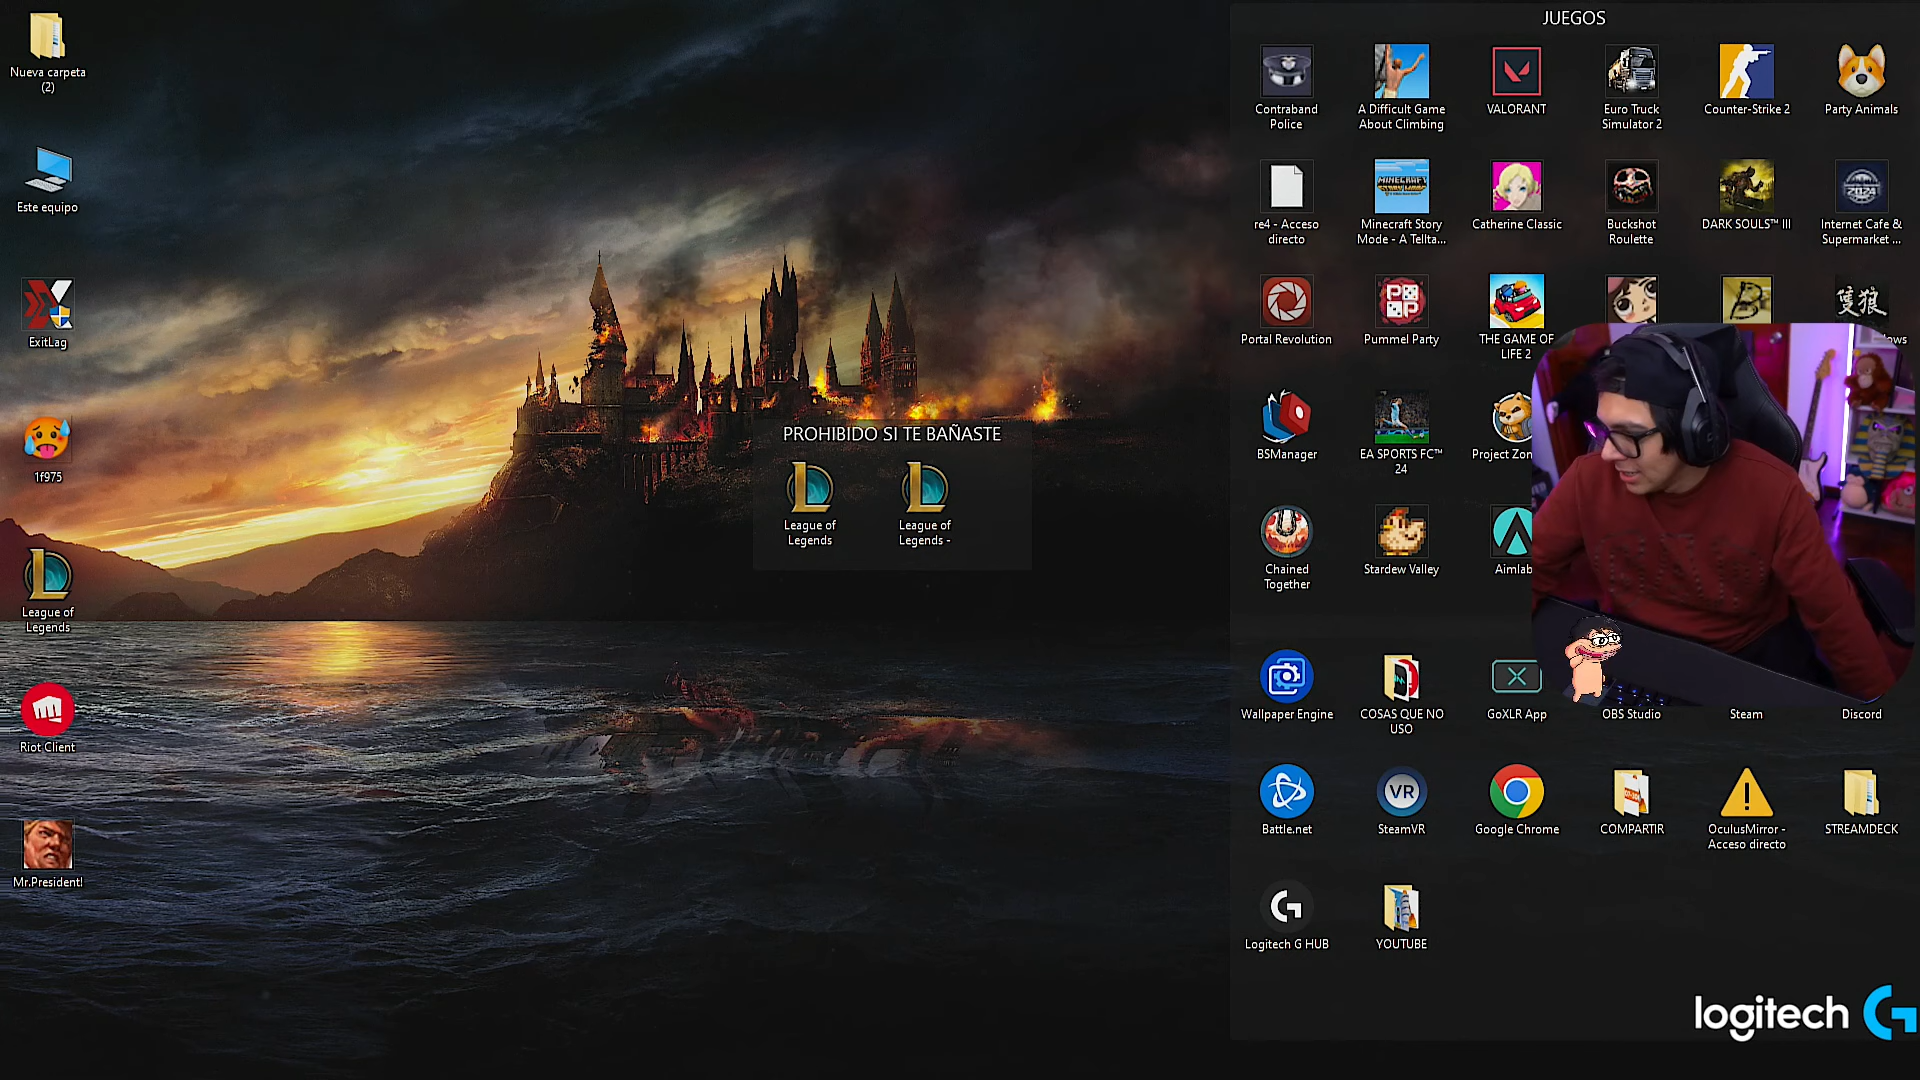 Nueva carpeta
(2)
Este equipo
ExitLag
1f975
League of
Legends
Riot Client
Mr.President!
PROHIBIDO SI TE BAÑASTE
League of
Legends
League of
Legends -
JUEGOS
Contraband
Police
A Difficult Game
About Climbing
VALORANT
Euro Truck
Simulator 2
Counter-Strike 2
Party Animals
re4 - Acceso
directo
Minecraft Story
Mode - A Tellta...
Catherine Classic
Buckshot
Roulette
DARK SOULS™ III
Internet Cafe &
Supermarket ...
Portal Revolution
Pummel Party
THE GAME OF
LIFE 2
隻狼
BSManager
EA SPORTS FC™
24
Project Zom
Chained
Together
Stardew Valley
Aimlab
Wallpaper Engine
COSAS QUE NO
USO
GoXLR App
OBS Studio
Steam
Discord
Battle.net
VR
SteamVR
Google Chrome
COMPARTIR
OculusMirror -
Acceso directo
STREAMDECK
Logitech G HUB
YOUTUBE
logitech G